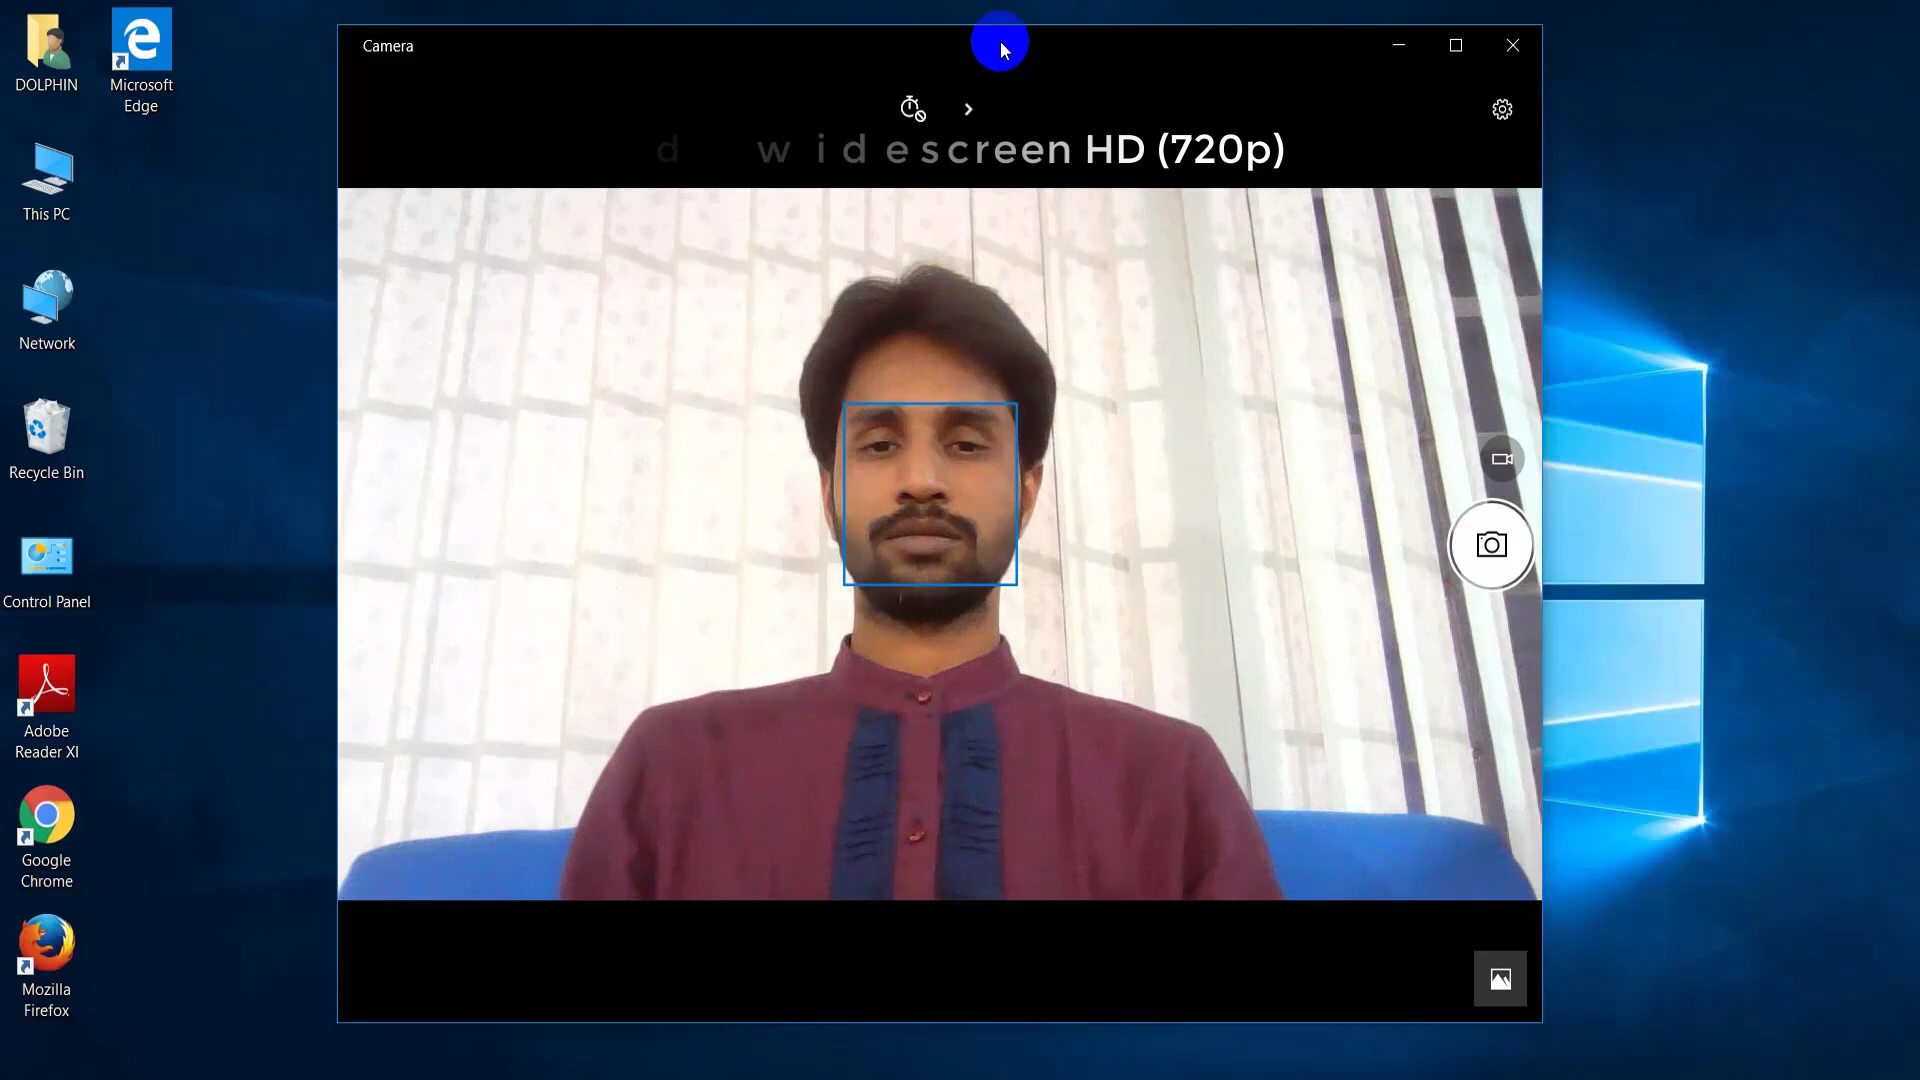 DOLPHIN
Microsoft
Edge
This PC
Network
Recycle Bin
Control Panel
Adobe
Reader XI
Google
Chrome
Mozilla
Firefox
Camera
d widescreen HD (720p)